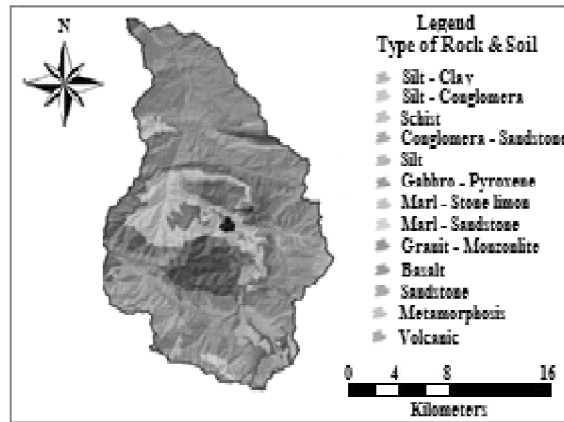 N
Legend
Type of Rock & Soil
Silt - Clay
Silt - Conglomera
Schist
Conglomera - Sandstone
Silt
Gabbro - Pyroxene
Marl - Stone limon
Marl - Sandstone
Granit - Monzonlite
Basalt
Sandstone
Metamorphosis
Volcanic
0 4 8 16
Kilometers